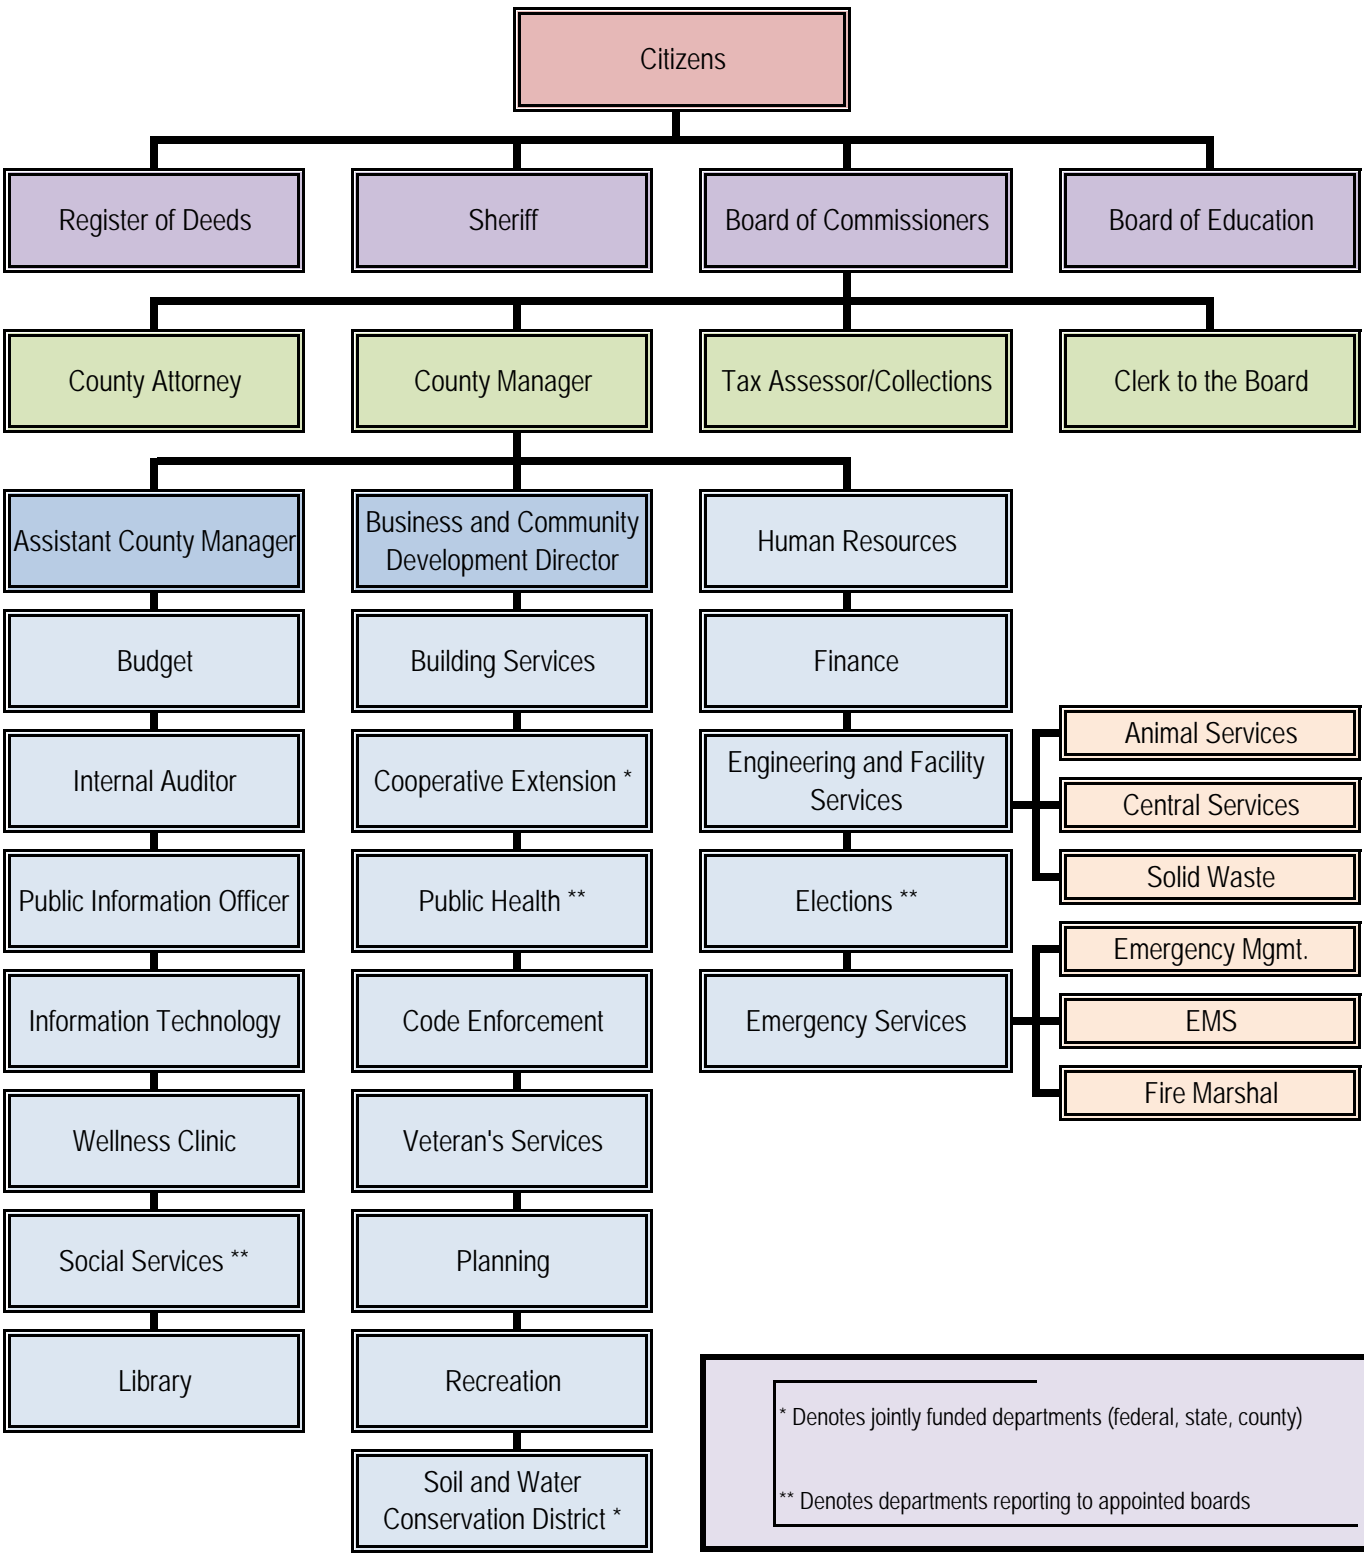 Citizens
Register of Deeds
Sheriff
Board of Commissioners
Board of Education
County Attorney
County Manager
Tax Assessor/Collections
Clerk to the Board
Assistant County Manager
Business and Community
Development Director
Human Resources
Budget
Building Services
Finance
Internal Auditor
Cooperative Extension *
Engineering and Facility
Services
Animal Services
Central Services
Solid Waste
Public Information Officer
Public Health **
Elections **
Emergency Mgmt.
Information Technology
Code Enforcement
Emergency Services
EMS
Fire Marshal
Wellness Clinic
Veteran's Services
Social Services **
Planning
Library
Recreation
Soil and Water
Conservation District *
* Denotes jointly funded departments (federal, state, county)
** Denotes departments reporting to appointed boards